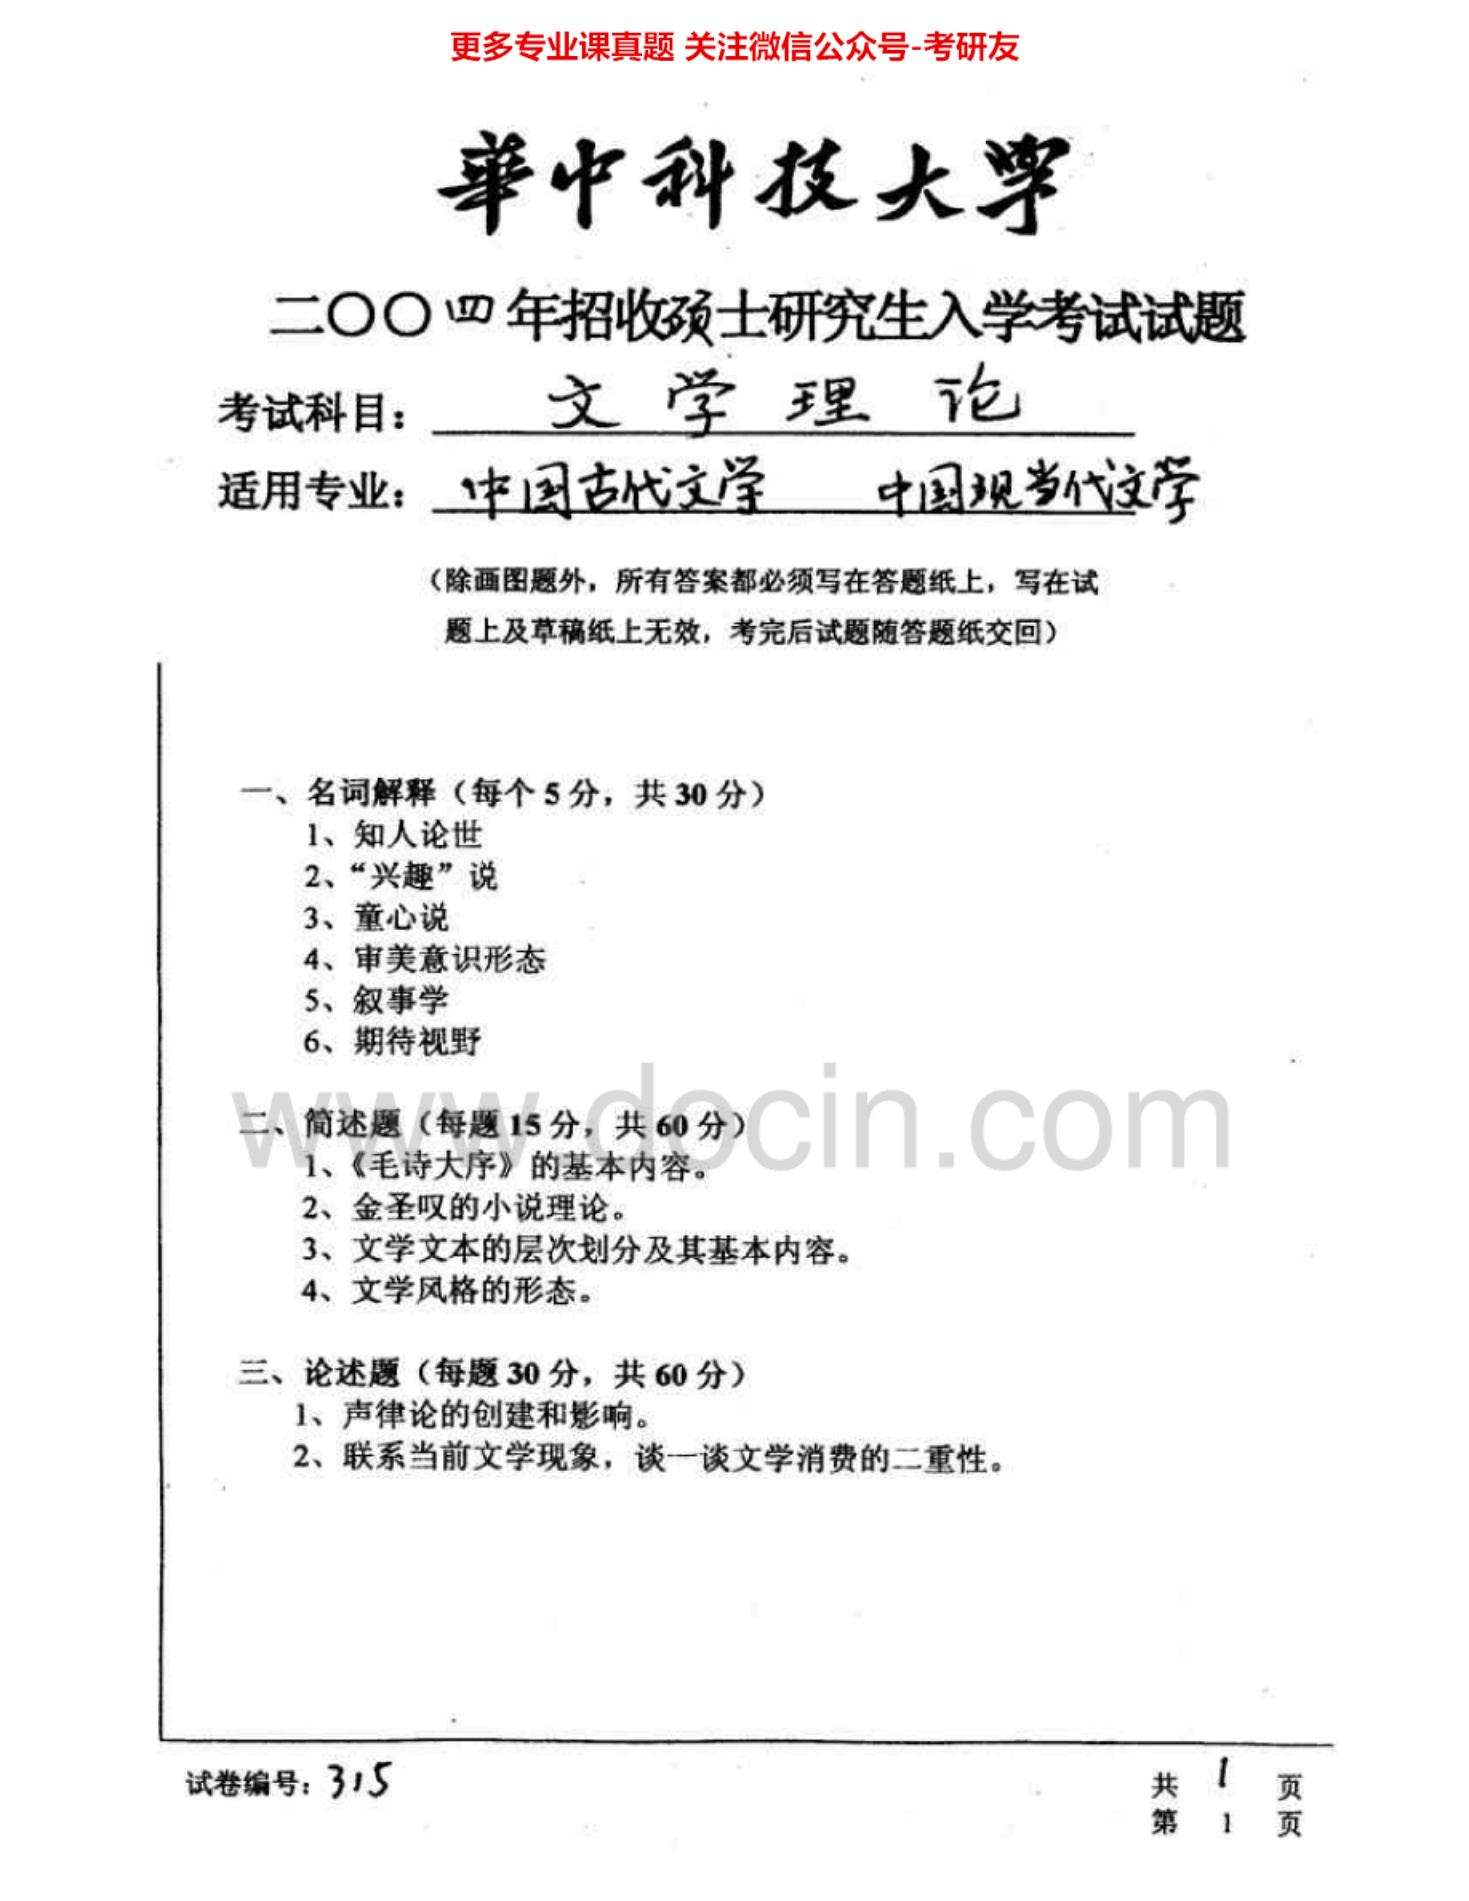 更多专业课真题 关注微信公众号-考研友
華中科技大学
二〇〇四年招收硕士研究生入学考试试题
考试科目： 文学理论
适用专业： 中国古代文学 中国现当代文学
（除画图题外，所有答案都必须写在答题纸上，写在试
题上及草稿纸上无效，考完后试题随答题纸交回）
一、名词解释（每个 5 分，共 30 分）
1、知人论世
2、“兴趣”说
3、童心说
4、审美意识形态
5、叙事学
6、期待视野
www.docin.com
二、简述题（每题 15 分，共 60 分）
1、《毛诗大序》的基本内容。
2、金圣叹的小说理论。
3、文学文本的层次划分及其基本内容。
4、文学风格的形态。
三、论述题（每题 30 分，共 60 分）
1、声律论的创建和影响。
2、联系当前文学现象，谈一谈文学消费的二重性。
试卷编号：315
共 1 页
第 1 页